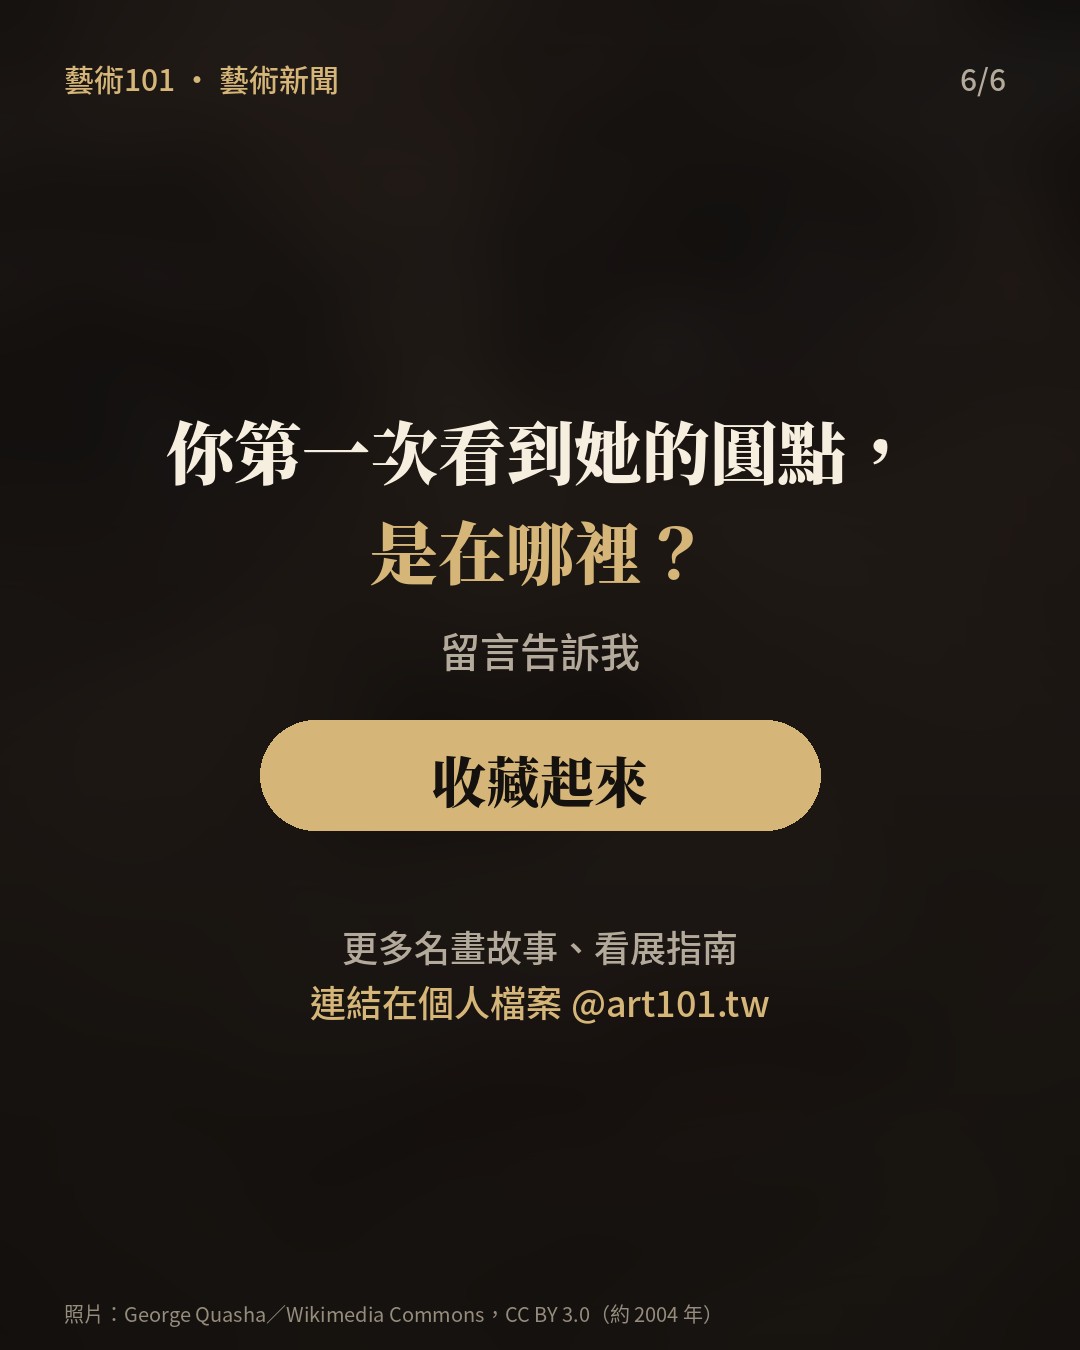 藝術101 · 藝術新聞
6/6
你第一次看到她的圓點，
是在哪裡？
留言告訴我
收藏起來
更多名畫故事、看展指南
連結在個人檔案 @art101.tw
照片：George Quasha／Wikimedia Commons，CC BY 3.0（約 2004 年）